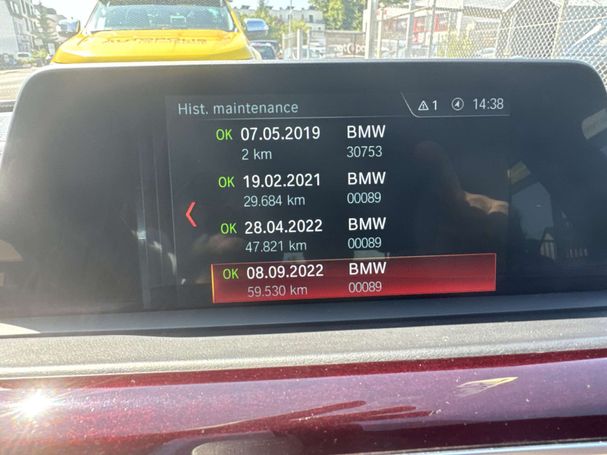 Hist. maintenance
1
14:38
OK 07.05.2019 BMW
2 km 30753
OK 19.02.2021 BMW
29.684 km 00089
OK 28.04.2022 BMW
47.821 km 00089
OK 08.09.2022 BMW
59.530 km 00089